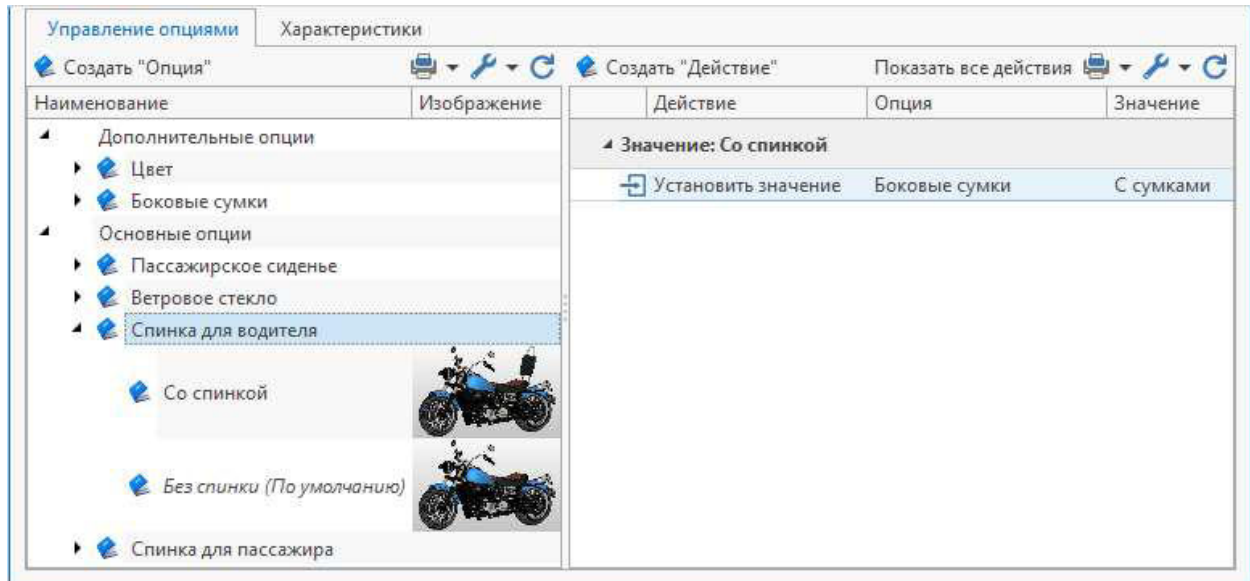 Управление опциями Характеристики
Создать "Опция" Создать "Действие" Показать все действия
Наименование Изображение Действие Опция Значение
Дополнительные опции
Значение: Со спинкой
Цвет
Установить значение Боковые сумки С сумками
Боковые сумки
Основные опции
Пассажирское сиденье
Ветровое стекло
Спинка для водителя
Со спинкой
Без спинки (По умолчанию)
Спинка для пассажира